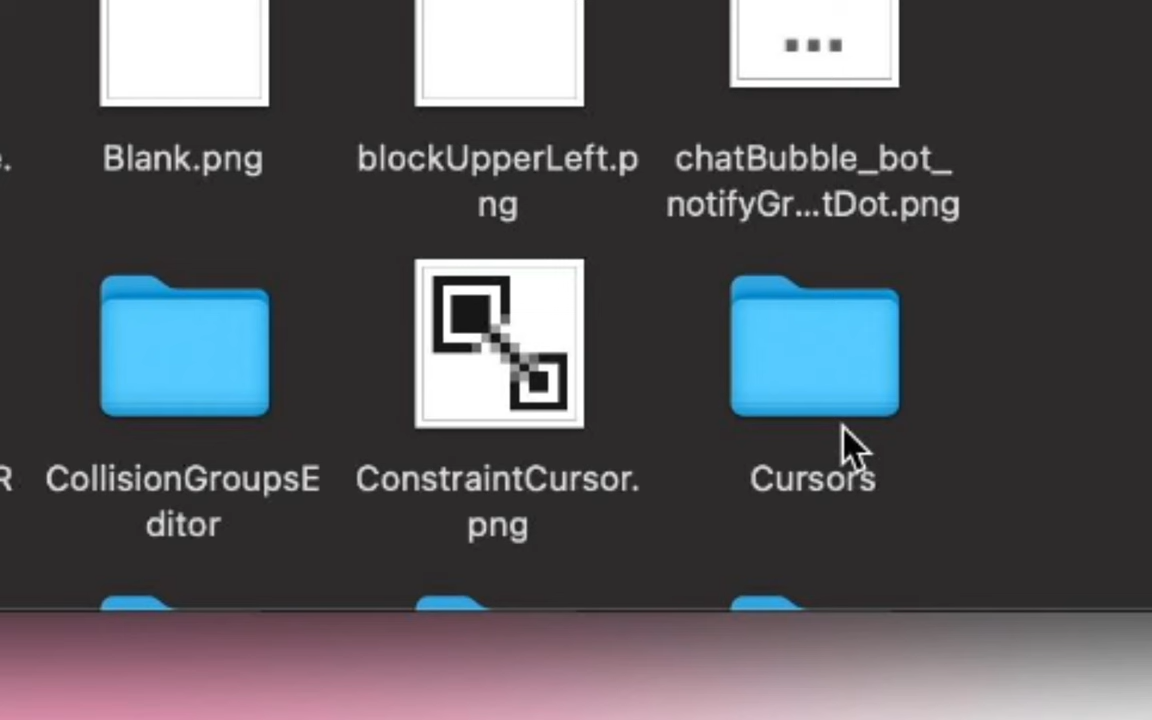 e.
Blank.png
blockUpperLeft.p
ng
chatBubble_bot_
notifyGr...tDot.png
R
CollisionGroupsE
ditor
ConstraintCursor.
png
Cursors